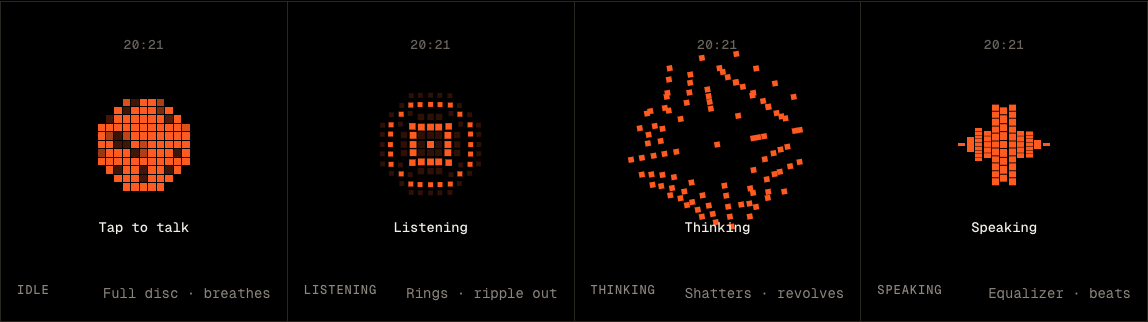 20:21
Tap to talk
IDLE Full disc · breathes
20:21
Listening
LISTENING Rings · ripple out
20:21
Thinking
THINKING Shatters · revolves
20:21
Speaking
SPEAKING Equalizer · beats